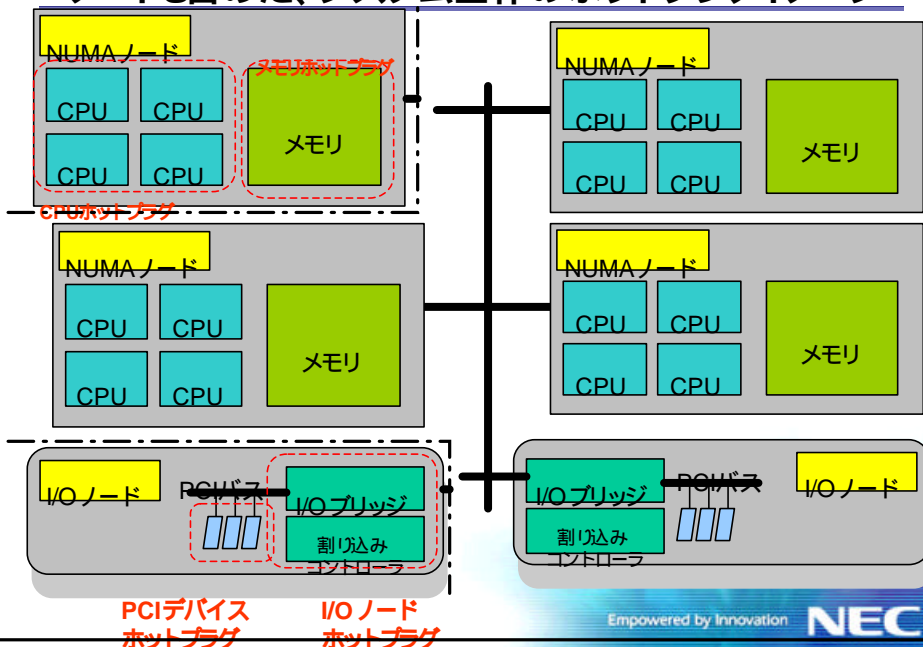 NUMAノード
メモリホットプラグ
CPU CPU
メモリ
CPU CPU
CPUホットプラグ
NUMAノード
CPU CPU
メモリ
CPU CPU
NUMAノード
CPU CPU
メモリ
CPU CPU
NUMAノード
CPU CPU
メモリ
CPU CPU
I/Oノード
PCIバス
I/Oブリッジ
割り込み
コントローラ
I/Oブリッジ
PCIバス
I/Oノード
割り込み
コントローラ
PCIデバイス
ホットプラグ
I/Oノード
ホットプラグ
Empowered by Innovation NEC